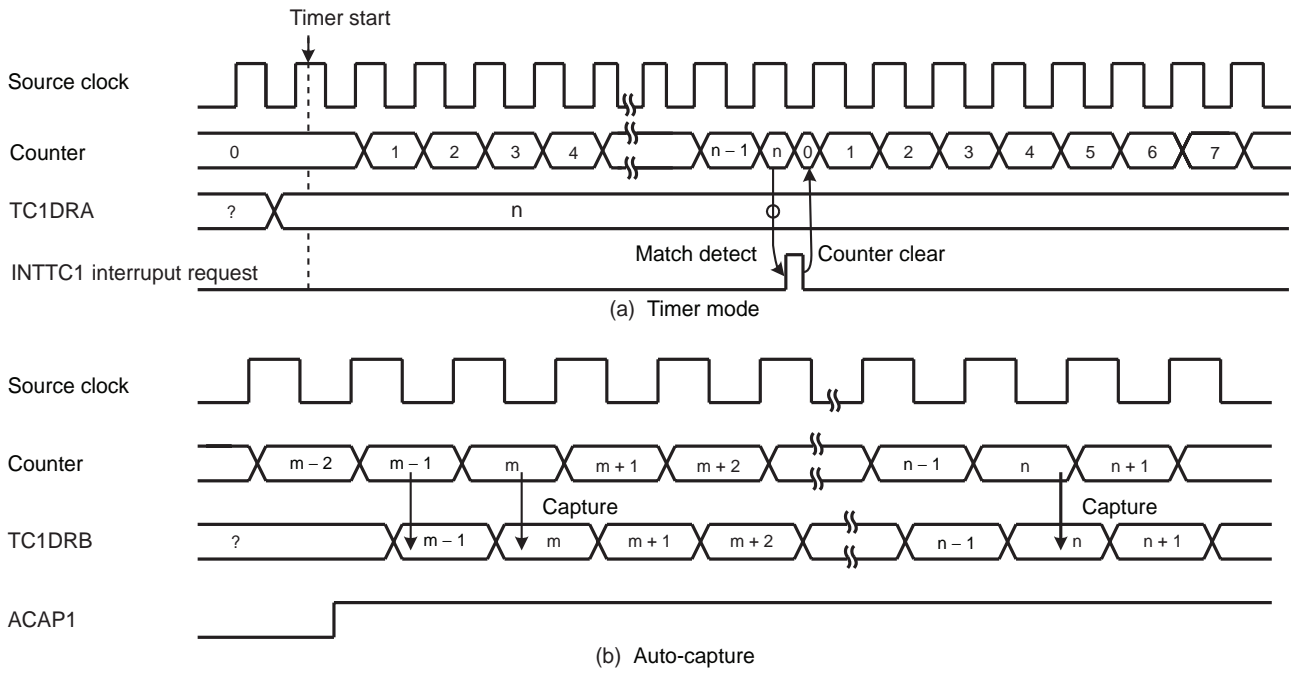 Timer start
Source clock
Counter
0 1 2 3 4 n – 1 n 0 1 2 3 4 5 6 7
TC1DRA
? n
Match detect Counter clear
INTTC1 interruput request
(a) Timer mode
Source clock
Counter
m – 2 m – 1 m m + 1 m + 2 n – 1 n n + 1
Capture Capture
TC1DRB
? m – 1 m m + 1 m + 2 n – 1 n n + 1
ACAP1
(b) Auto-capture